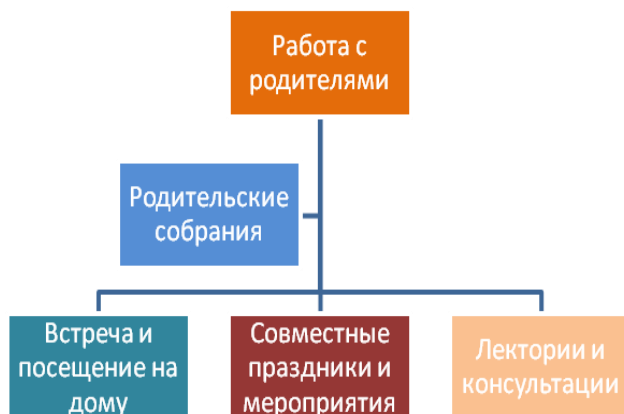 Работа с
родителями
Родительские
собрания
Встреча и
посещение на
дому
Совместные
праздники и
мероприятия
Лектории и
консультации